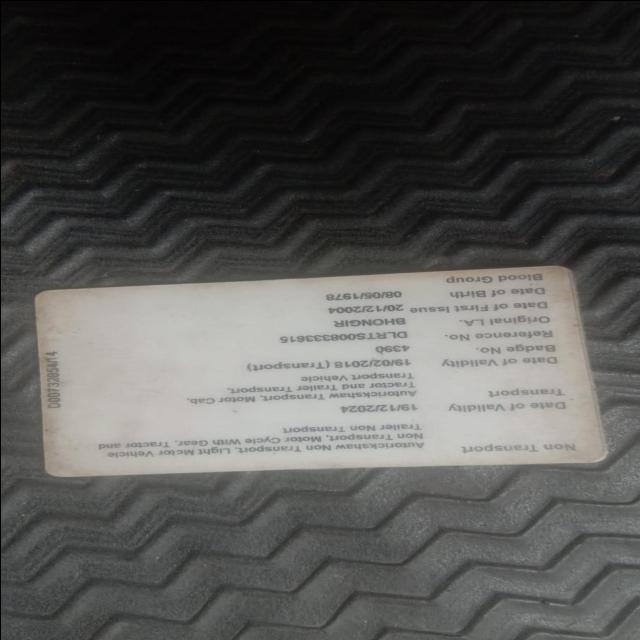 Non Transport Autorickshaw Non Transport, Light Motor Vehicle
Non Transport, Motor Cycle With Gear, Tractor and
Trailer Non Transport
Date of Validity 19/12/2024
Transport Autorickshaw Transport, Motor Cab,
Tractor and Trailer Transport,
Transport Vehicle
Date of Validity 19/02/2018 (Transport)
Badge No. 4390
Reference No. DLRTS008333615
Original LA. BHONGIR
Date of First Issue 20/12/2004
Date of Birth 08/05/1978
Blood Group